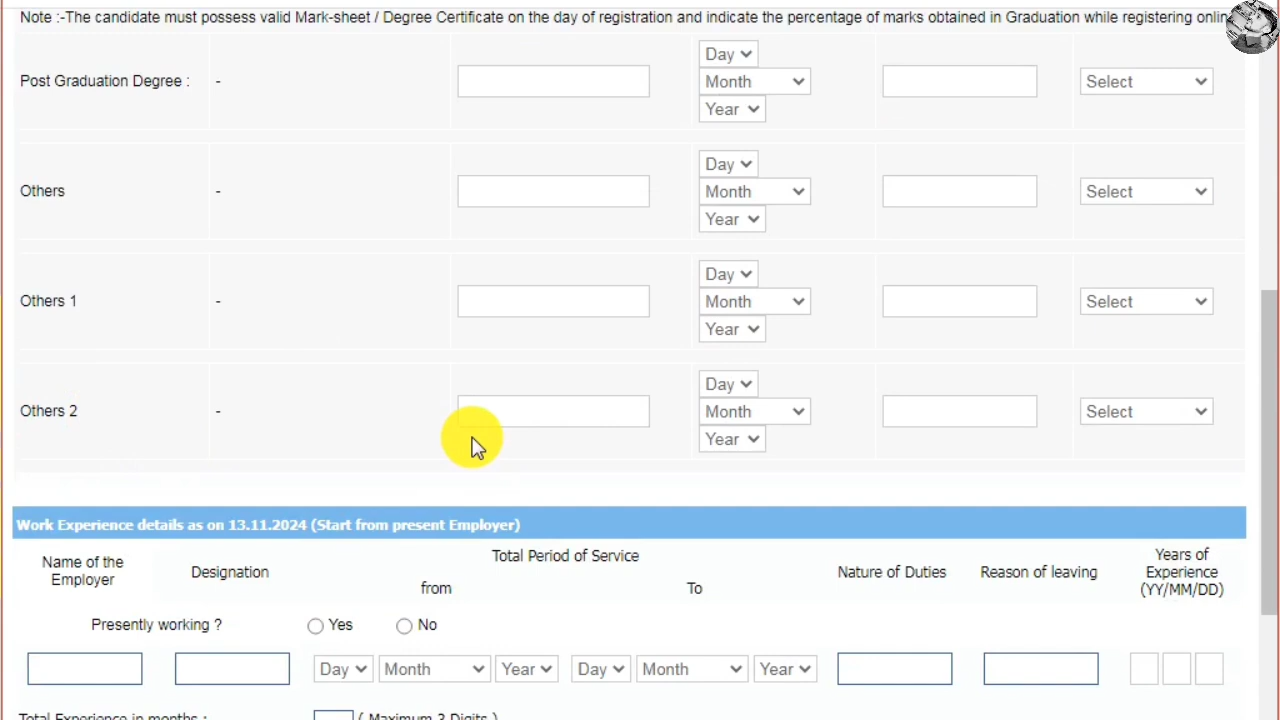 Note :-The candidate must possess valid Mark-sheet / Degree Certificate on the day of registration and indicate the percentage of marks obtained in Graduation while registering
Day
Post Graduation Degree : - Month Select
Year
Day
Others - Month Select
Year
Day
Others 1 - Month Select
Year
Day
Others 2 - Month Select
Year
Work Experience details as on 13.11.2024 (Start from present Employer)
Name of the Employer Designation Total Period of Service from To Nature of Duties Reason of leaving Years of Experience (YY/MM/DD)
Presently working ? Yes No
Day Month Year Day Month Year
Total Experience in months : ( Maximum 3 Digits )